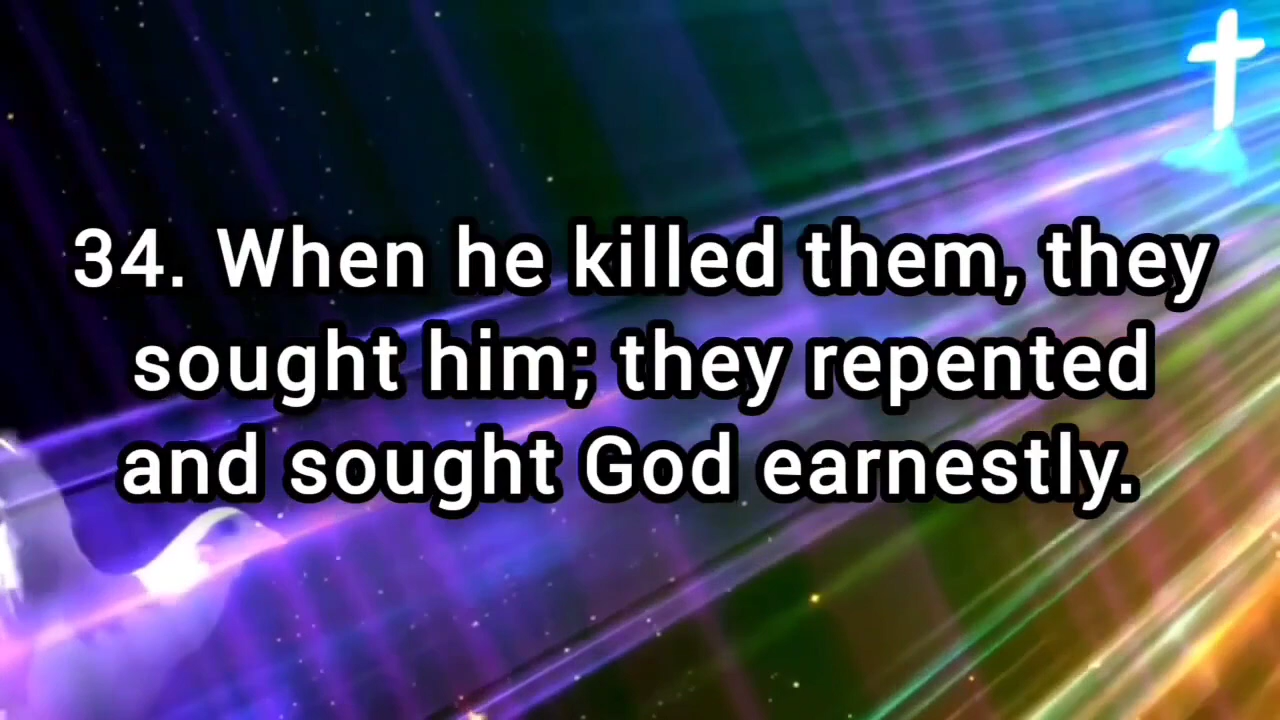 34. When he killed them, they
sought him; they repented
and sought God earnestly.